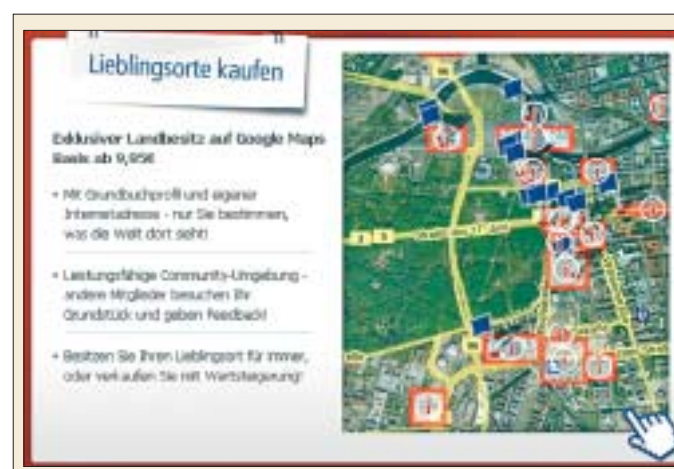 Lieblingsorte kaufen
Exklusiver Landbesitz auf Google Maps
Basis ab 9,95€
• Mit Grundbuchprofil und eigener
Internetadresse - nur Sie bestimmen,
was die Welt dort sieht!
• Leistungsfähige Community-Umgebung -
andere Mitglieder besuchen Ihr
Grundstück und geben Feedback!
• Besitzen Sie Ihren Lieblingsort für immer,
oder verkaufen Sie mit Wertsteigerung!